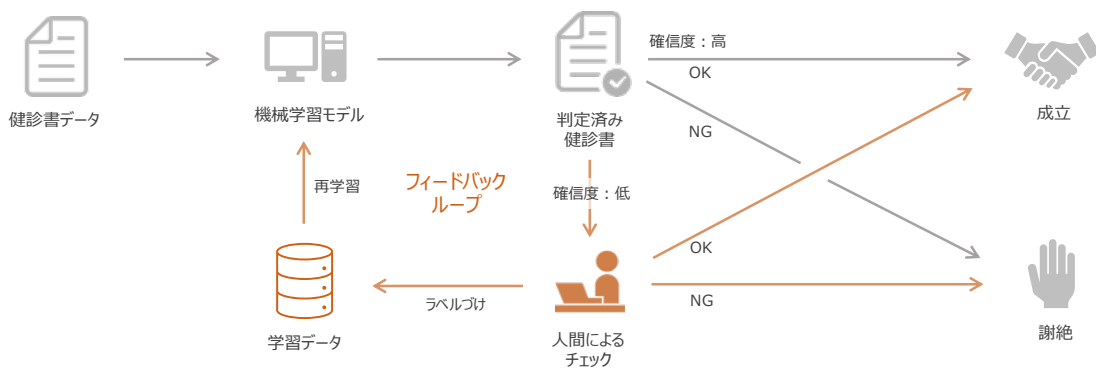 確信度：高
OK
健診書データ
機械学習モデル
判定済み
健診書
NG
成立
再学習
フィードバック
ループ
確信度：低
OK
NG
ラベルづけ
学習データ
人間による
チェック
謝絶